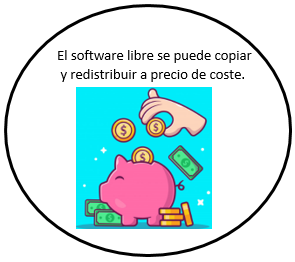 El software libre se puede copiar
y redistribuir a precio de coste.